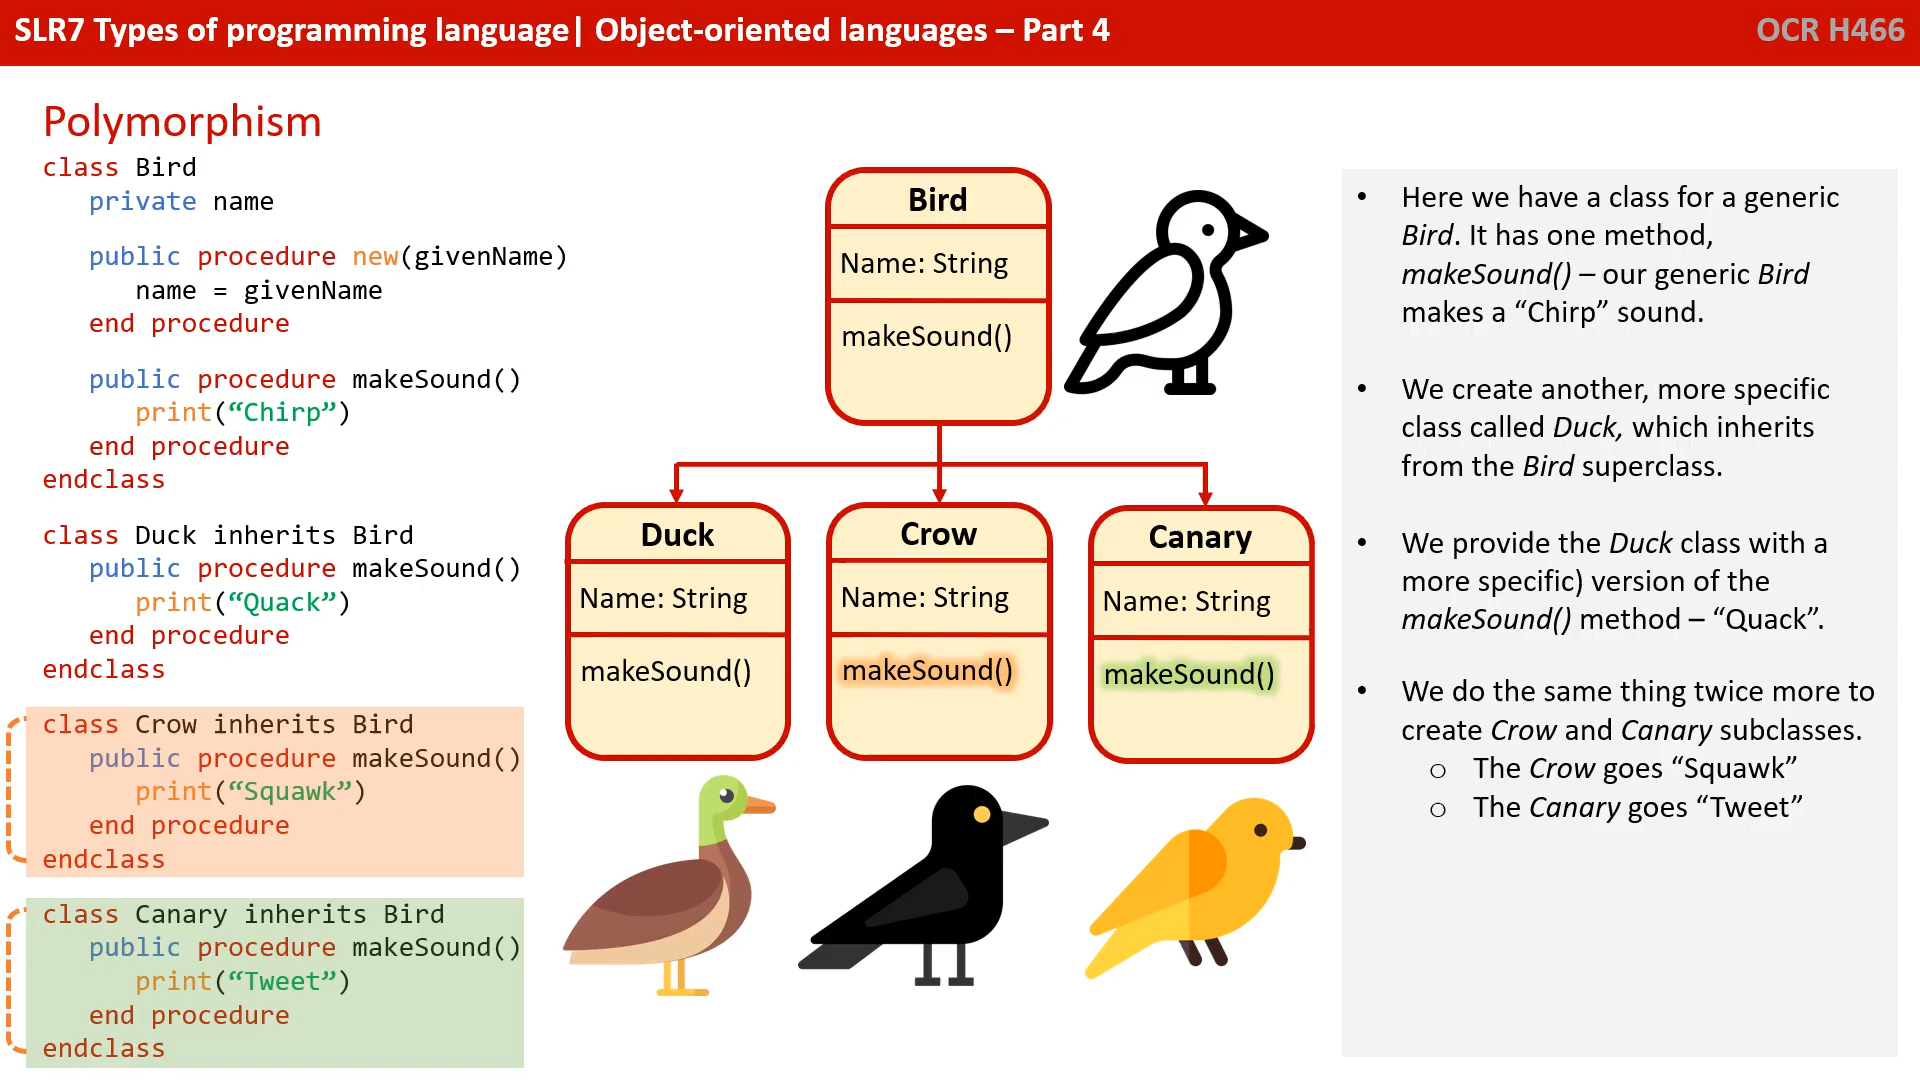 SLR7 Types of programming language| Object-oriented languages – Part 4
OCR H466
Polymorphism
class Bird
private name
public procedure new(givenName)
name = givenName
end procedure
public procedure makeSound()
print(“Chirp”)
end procedure
endclass
class Duck inherits Bird
public procedure makeSound()
print(“Quack”)
end procedure
endclass
class Crow inherits Bird
public procedure makeSound()
print(“Squawk”)
end procedure
endclass
class Canary inherits Bird
public procedure makeSound()
print(“Tweet”)
end procedure
endclass
Bird
Name: String
makeSound()
Duck
Name: String
makeSound()
Crow
Name: String
makeSound()
Canary
Name: String
makeSound()
• Here we have a class for a generic
Bird. It has one method,
makeSound() – our generic Bird
makes a “Chirp” sound.
• We create another, more specific
class called Duck, which inherits
from the Bird superclass.
• We provide the Duck class with a
more specific) version of the
makeSound() method – “Quack”.
• We do the same thing twice more to
create Crow and Canary subclasses.
o The Crow goes “Squawk”
o The Canary goes “Tweet”